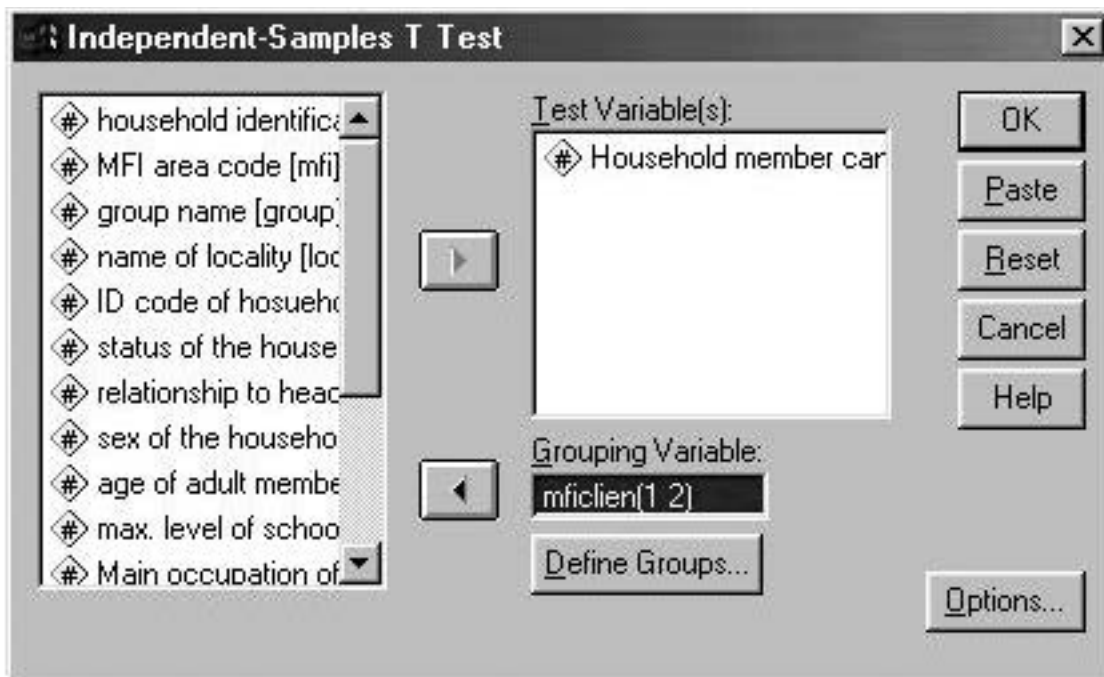 Independent-Samples T Test
household identifica
MFI area code [mfi]
group name [group]
name of locality [loc
ID code of hosueho
status of the house
relationship to head
sex of the househo
age of adult membe
max. level of schoo
Main occupation of
Test Variable(s):
Household member can
Grouping Variable:
mficlien(1 2)
Define Groups...
OK
Paste
Reset
Cancel
Help
Options...